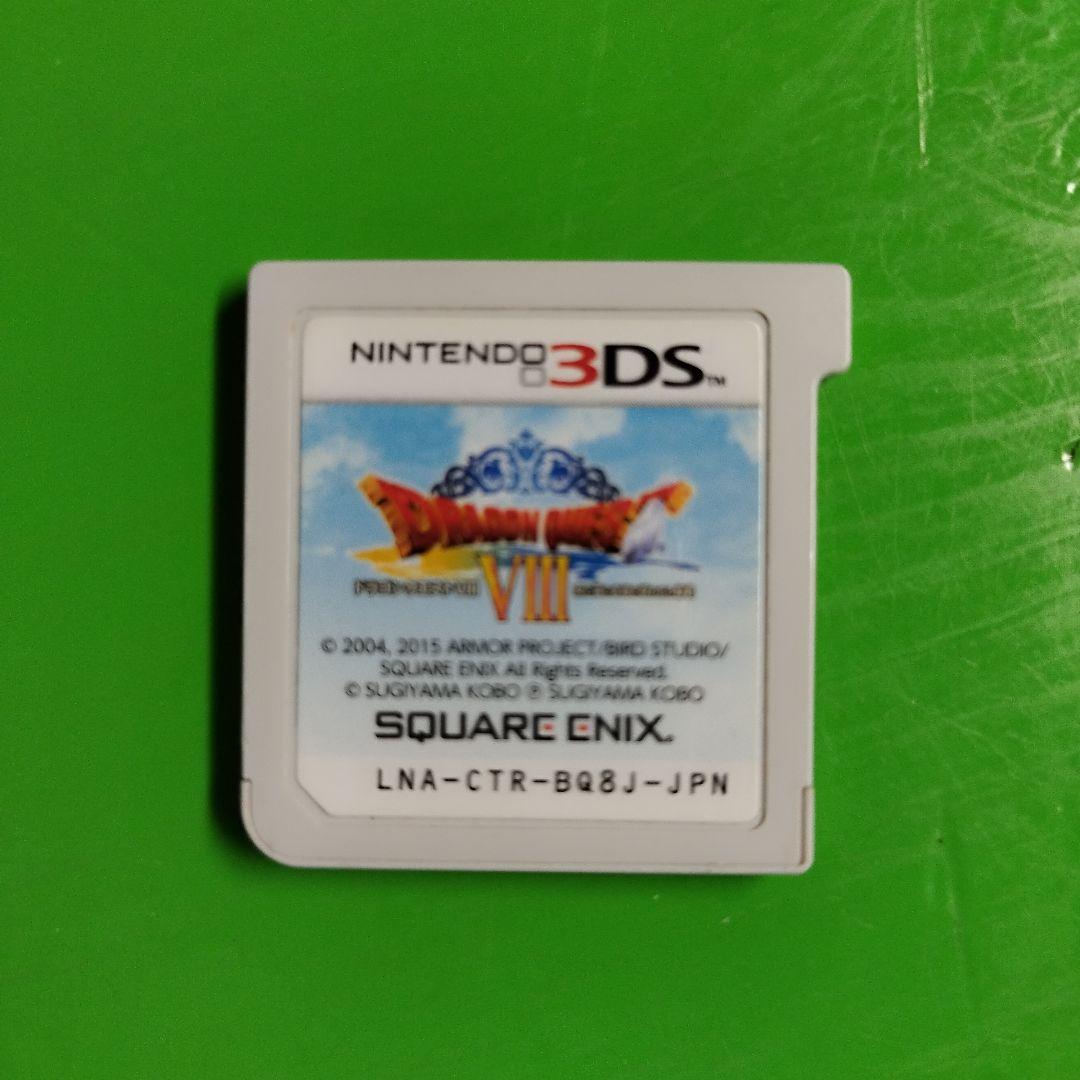 NINTENDO 3DS™
DRAGON QUEST
VIII
© 2004, 2015 ARMOR PROJECT/BIRD STUDIO/
SQUARE ENIX All Rights Reserved.
© SUGIYAMA KOBO ℗ SUGIYAMA KOBO
SQUARE ENIX.
LNA-CTR-BQ8J-JPN